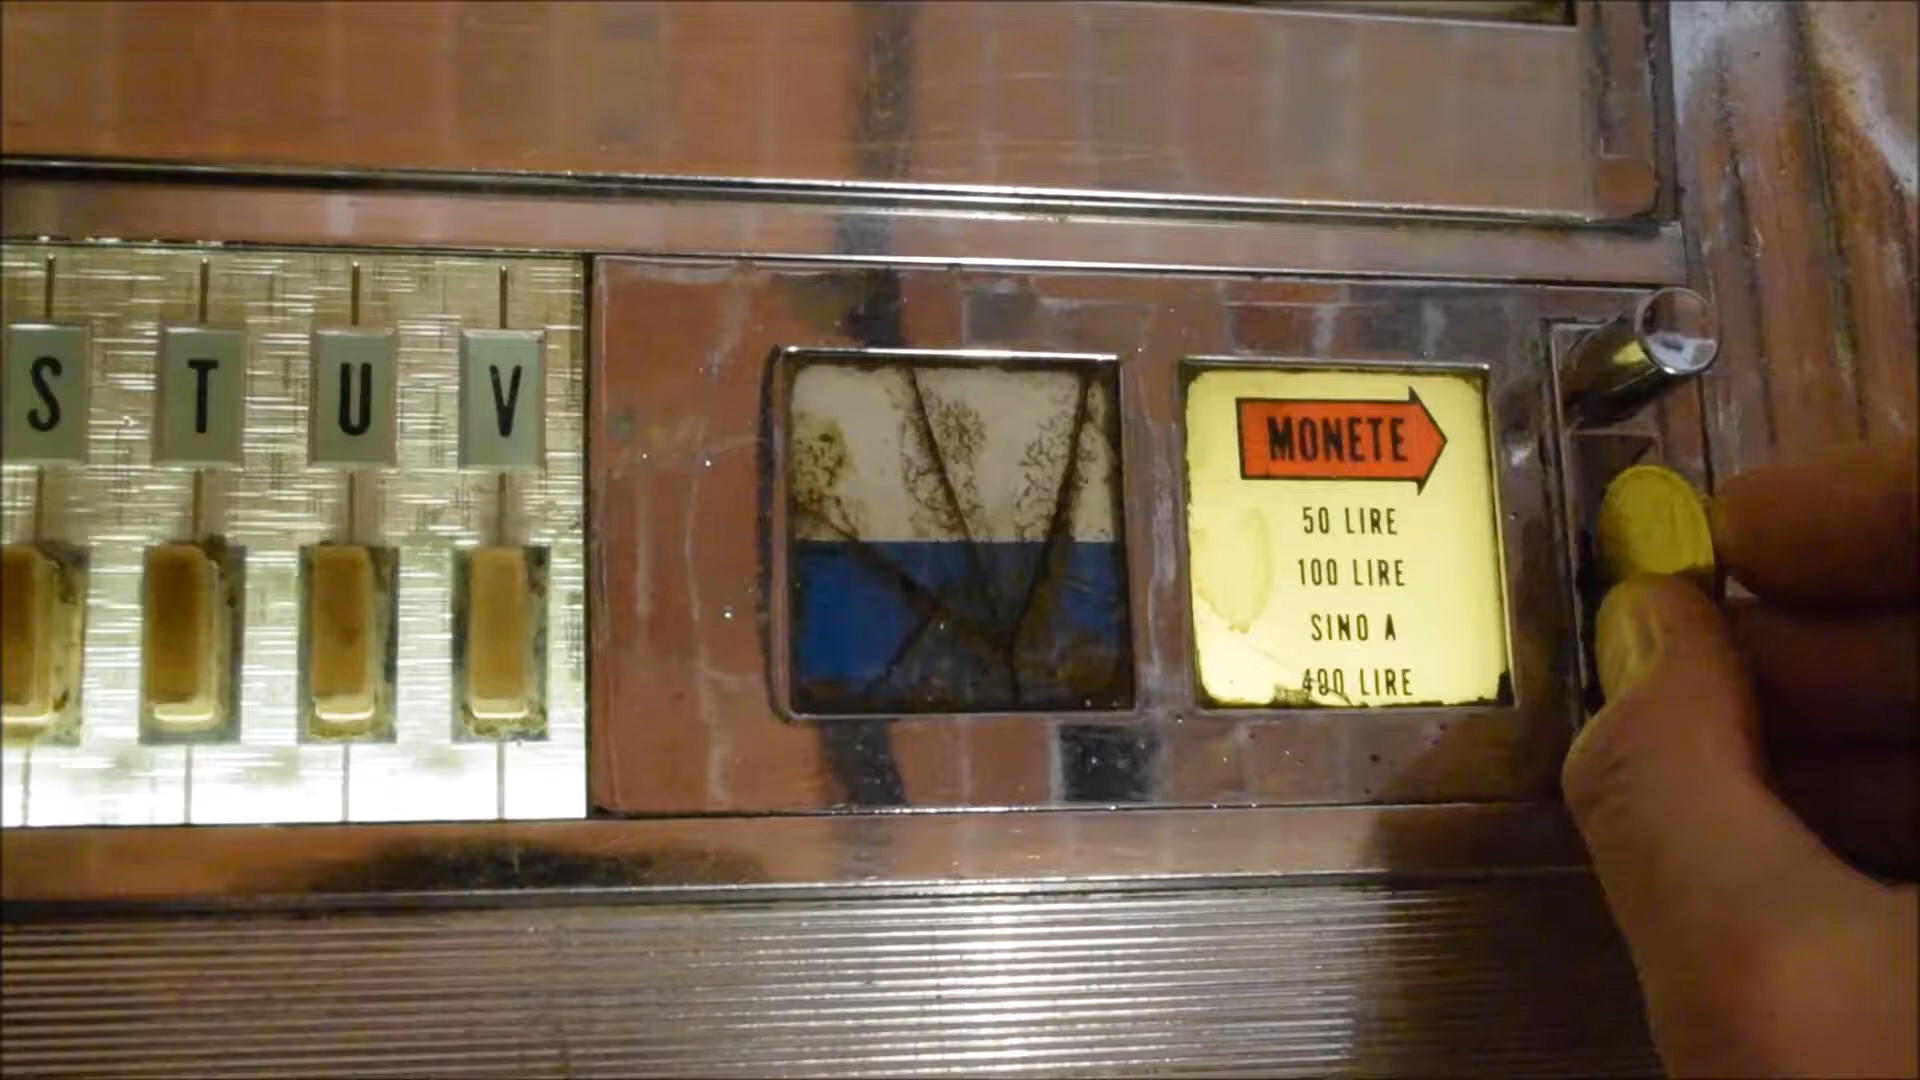 S T U V
MONETE
50 LIRE
100 LIRE
SINO A
400 LIRE